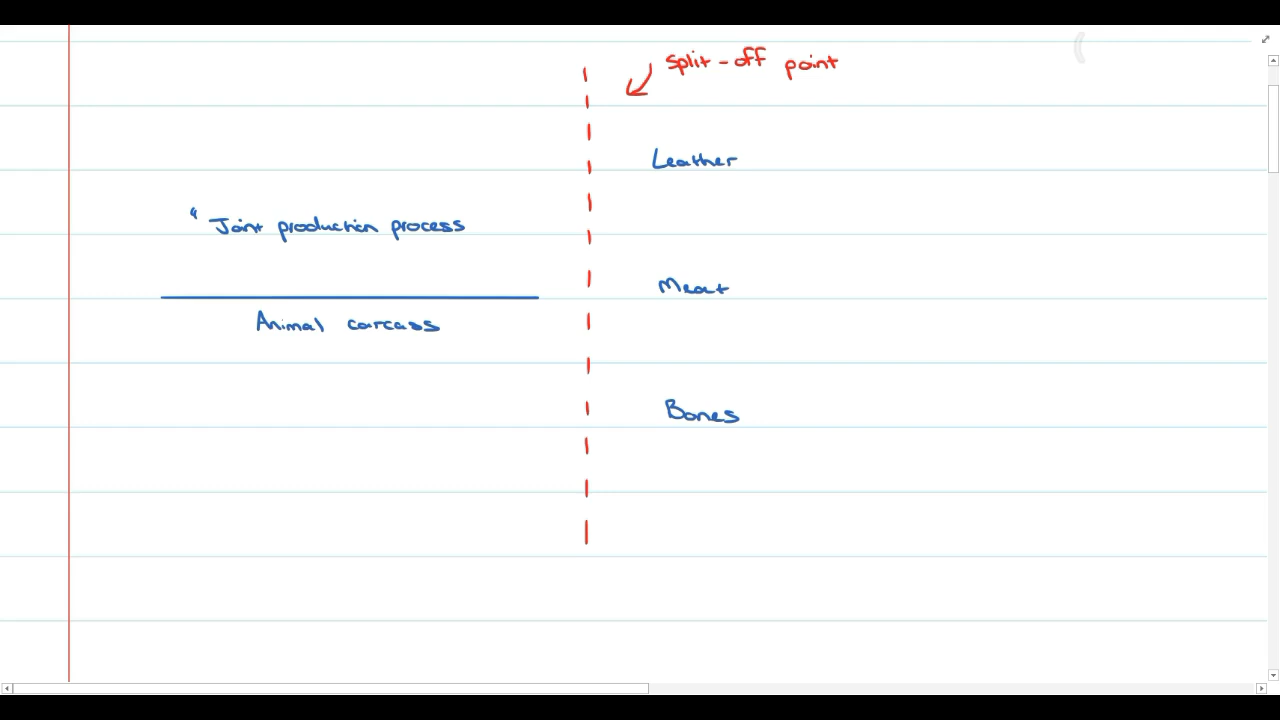 split-off point
Leather
" Joint production process
Meat
Animal carcass
Bones